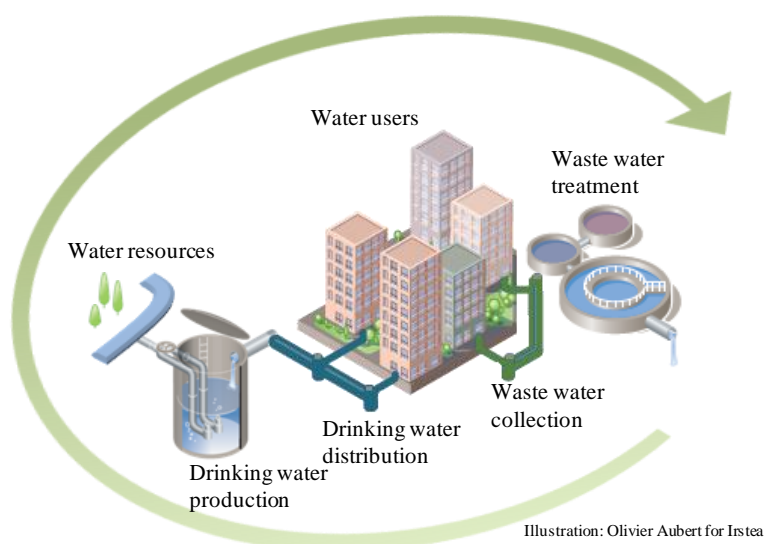 Water users
Waste water
treatment
Water resources
Waste water
collection
Drinking water
distribution
Drinking water
production
Illustration: Olivier Aubert for Irstea